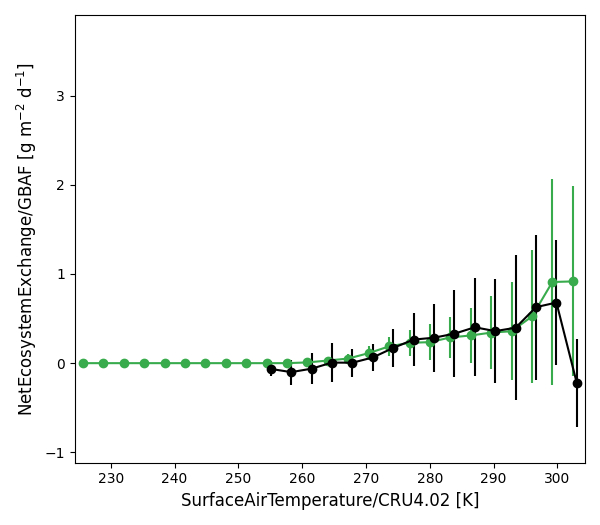 NetEcosystemExchange/GBAF [g m⁻² d⁻¹]
3
2
1
0
−1
230 240 250 260 270 280 290 300
SurfaceAirTemperature/CRU4.02 [K]